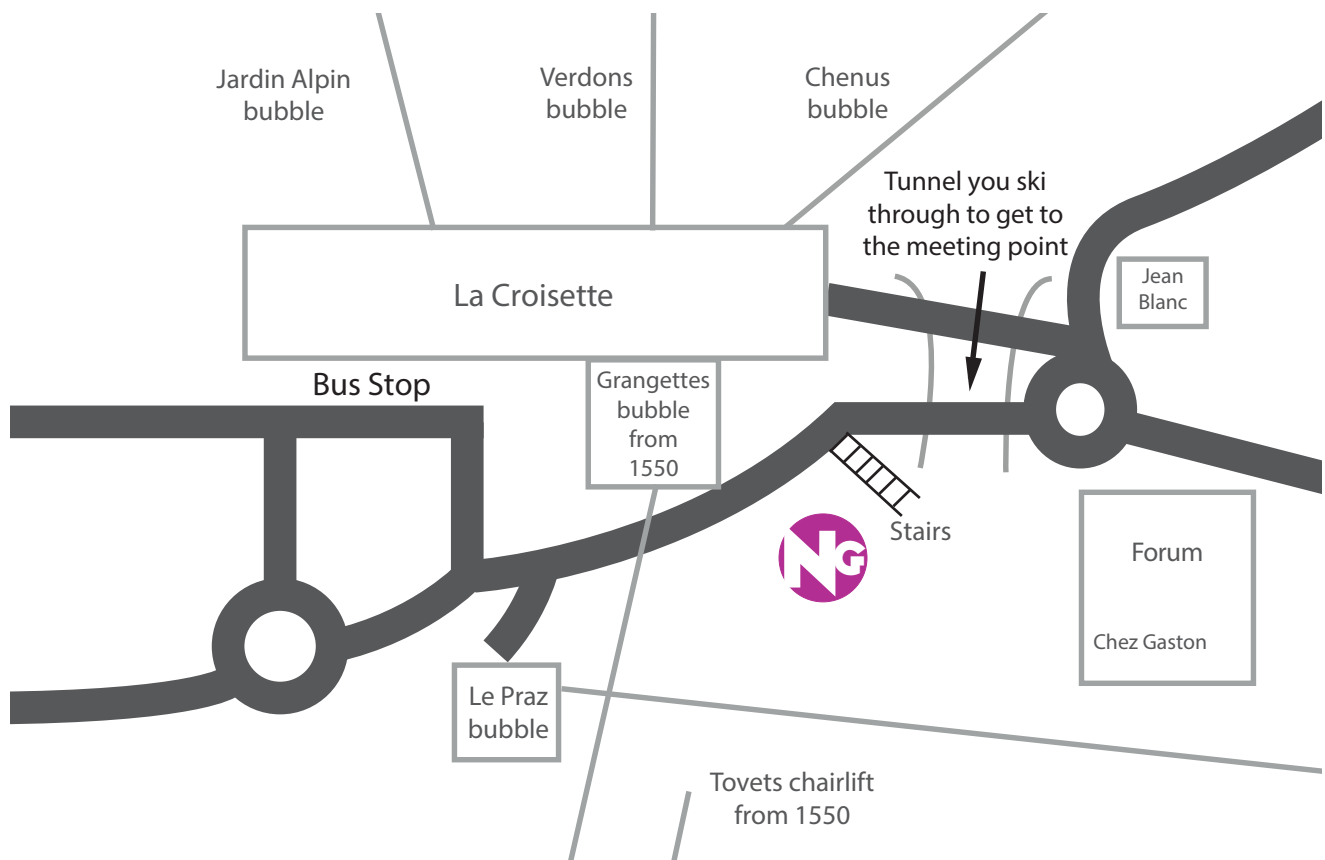 Jardin Alpin
bubble
Verdons
bubble
Chenus
bubble
Tunnel you ski
through to get to
the meeting point
La Croisette
Jean
Blanc
Bus Stop
Grangettes
bubble
from
1550
Stairs
NG
Forum
Chez Gaston
Le Praz
bubble
Tovets chairlift
from 1550